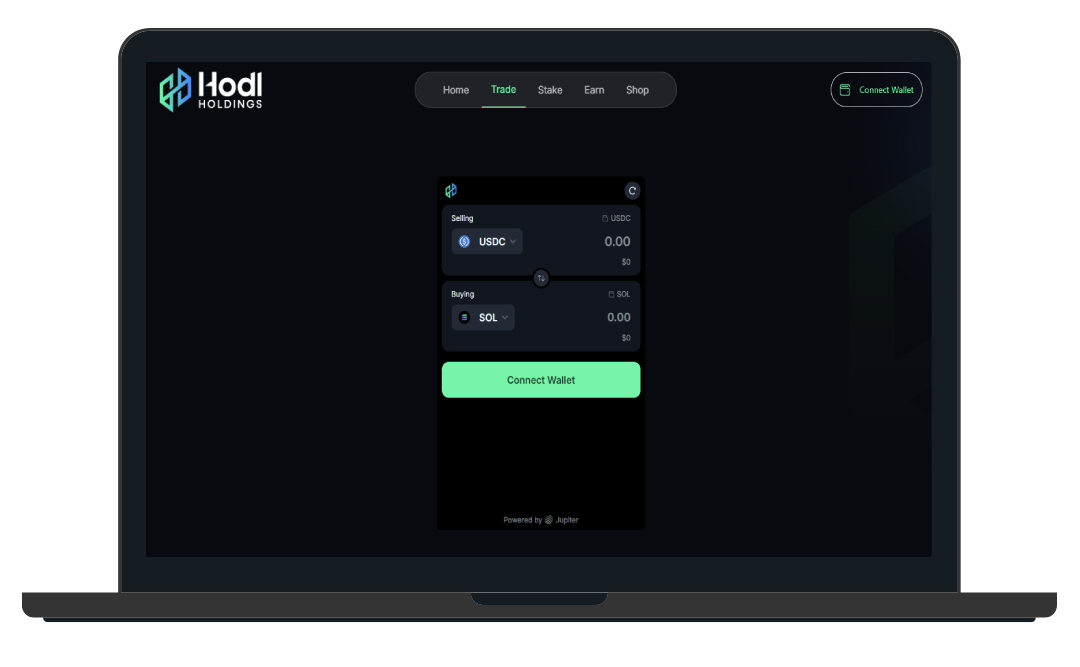 Hodl
HOLDINGS
Home Trade Stake Earn Shop
Connect Wallet
Selling
USDC
USDC
0.00
$0
Buying
SOL
SOL
0.00
$0
Connect Wallet
Powered by Jupiter